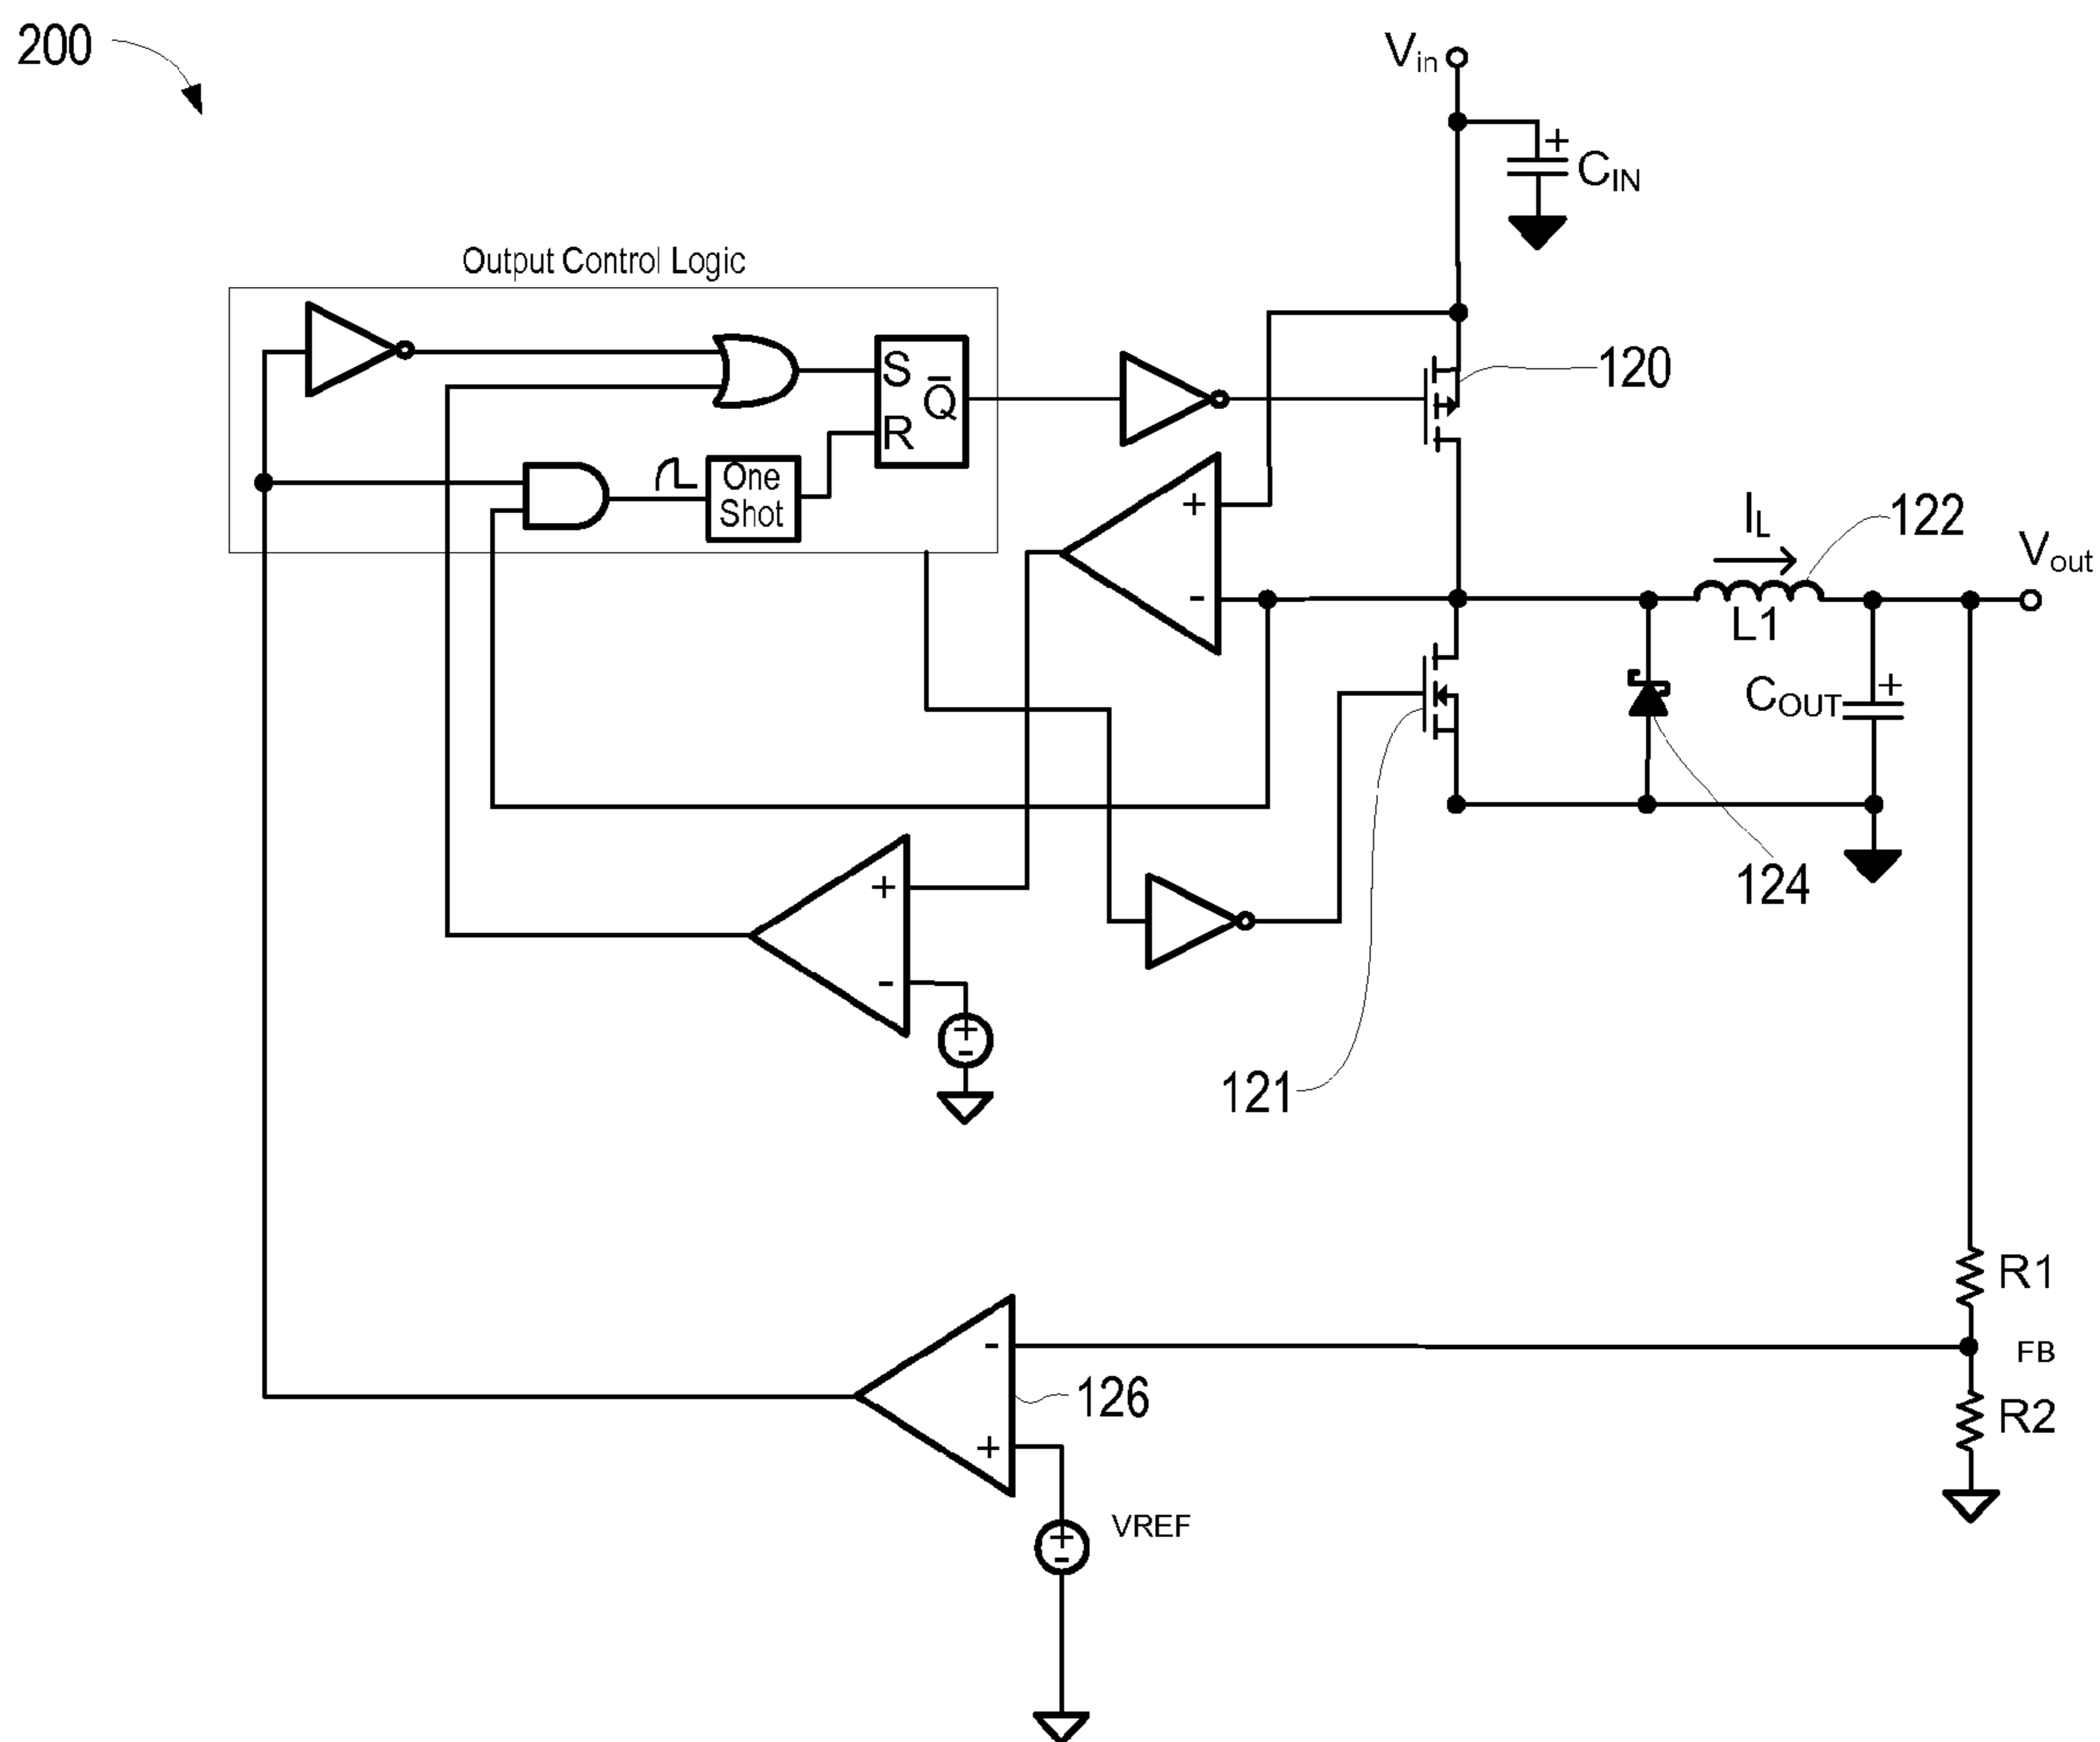 200
Vin
+
CIN
Output Control Logic
S
Q̅
R
One
Shot
120
+
-
IL
122
Vout
L1
COUT
+
124
+
-
+
-
121
R1
-
FB
126
R2
+
VREF
+
-